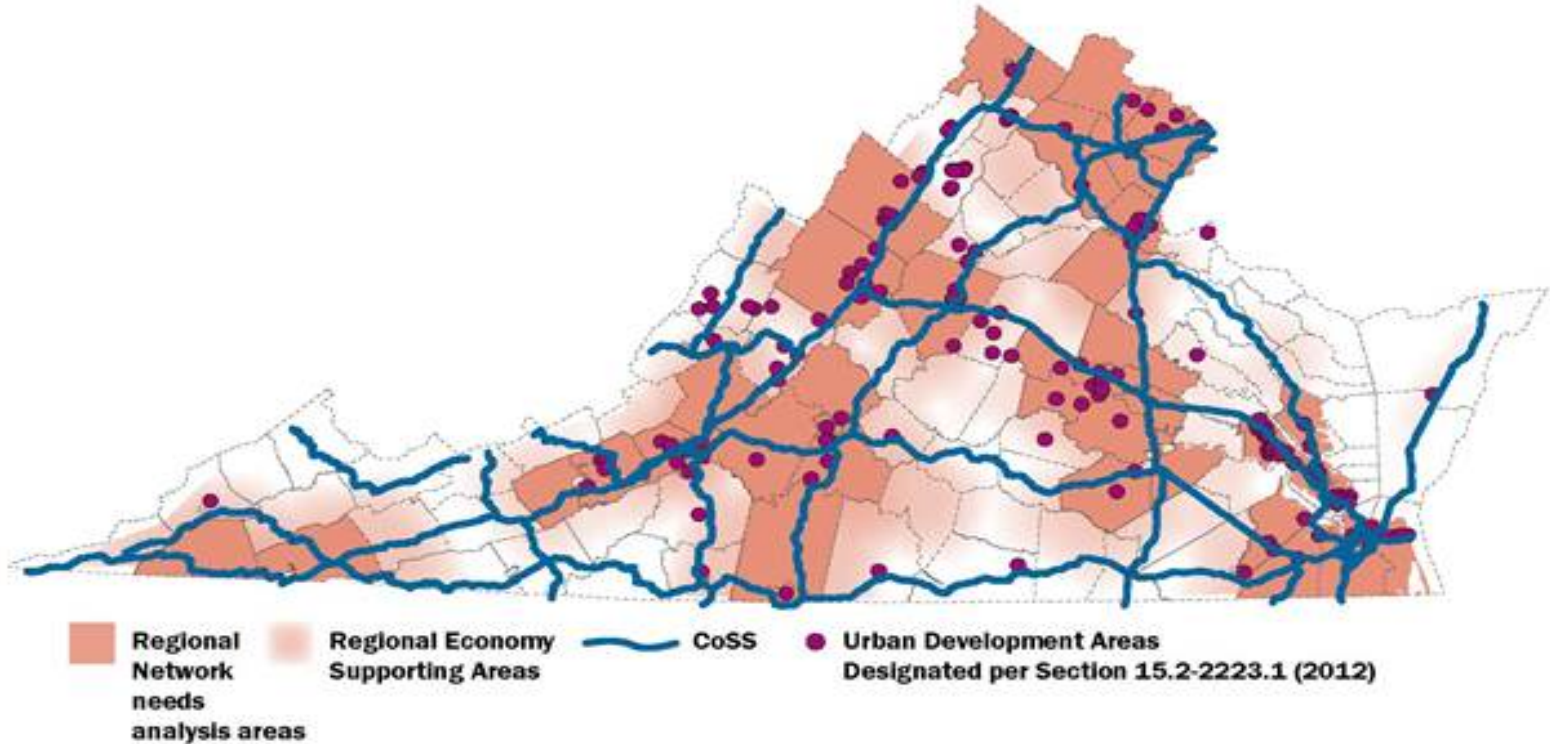 Regional
Network
needs
analysis areas
Regional Economy
Supporting Areas
CoSS
Urban Development Areas
Designated per Section 15.2-2223.1 (2012)